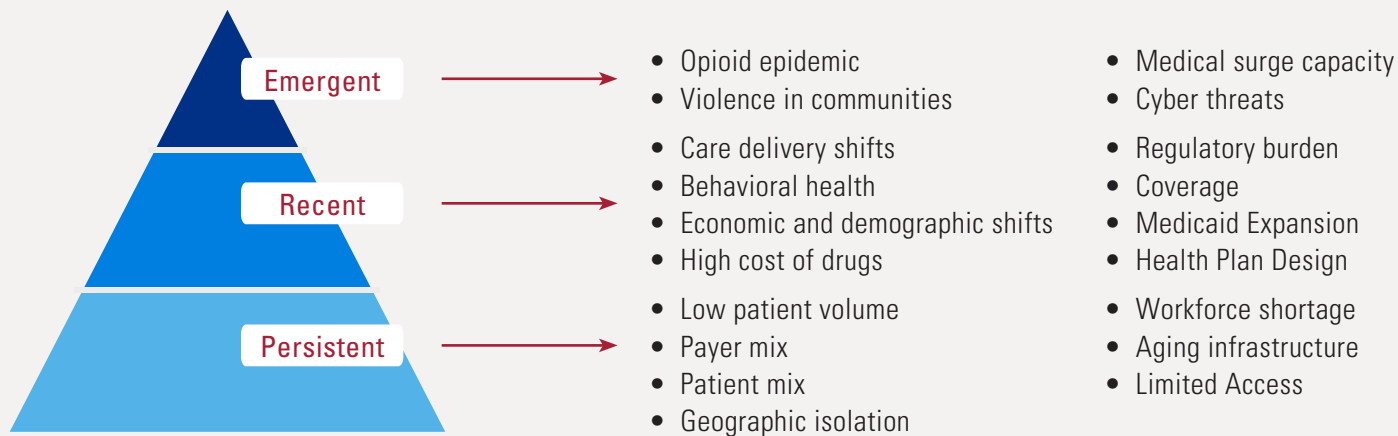 Emergent
• Opioid epidemic
• Violence in communities
• Medical surge capacity
• Cyber threats
Recent
• Care delivery shifts
• Behavioral health
• Economic and demographic shifts
• High cost of drugs
• Regulatory burden
• Coverage
• Medicaid Expansion
• Health Plan Design
Persistent
• Low patient volume
• Payer mix
• Patient mix
• Geographic isolation
• Workforce shortage
• Aging infrastructure
• Limited Access